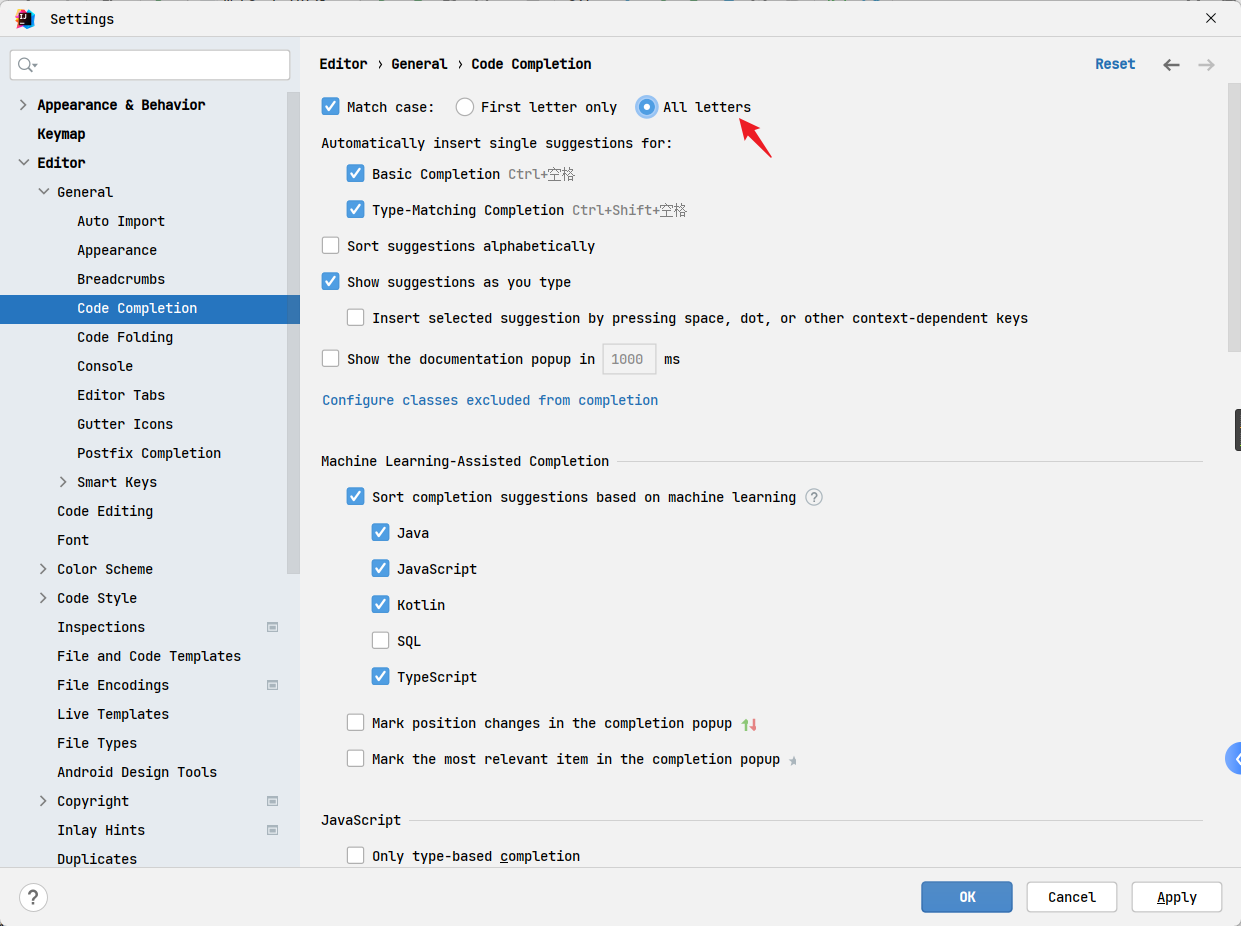 Settings
Editor › General › Code Completion
Reset
Appearance & Behavior
Keymap
Editor
General
Auto Import
Appearance
Breadcrumbs
Code Completion
Code Folding
Console
Editor Tabs
Gutter Icons
Postfix Completion
Smart Keys
Code Editing
Font
Color Scheme
Code Style
Inspections
File and Code Templates
File Encodings
Live Templates
File Types
Android Design Tools
Copyright
Inlay Hints
Duplicates
Match case: First letter only All letters
Automatically insert single suggestions for:
Basic Completion Ctrl+空格
Type-Matching Completion Ctrl+Shift+空格
Sort suggestions alphabetically
Show suggestions as you type
Insert selected suggestion by pressing space, dot, or other context-dependent keys
Show the documentation popup in 1000 ms
Configure classes excluded from completion
Machine Learning-Assisted Completion
Sort completion suggestions based on machine learning ?
Java
JavaScript
Kotlin
SQL
TypeScript
Mark position changes in the completion popup
Mark the most relevant item in the completion popup
JavaScript
Only type-based completion
? OK Cancel Apply